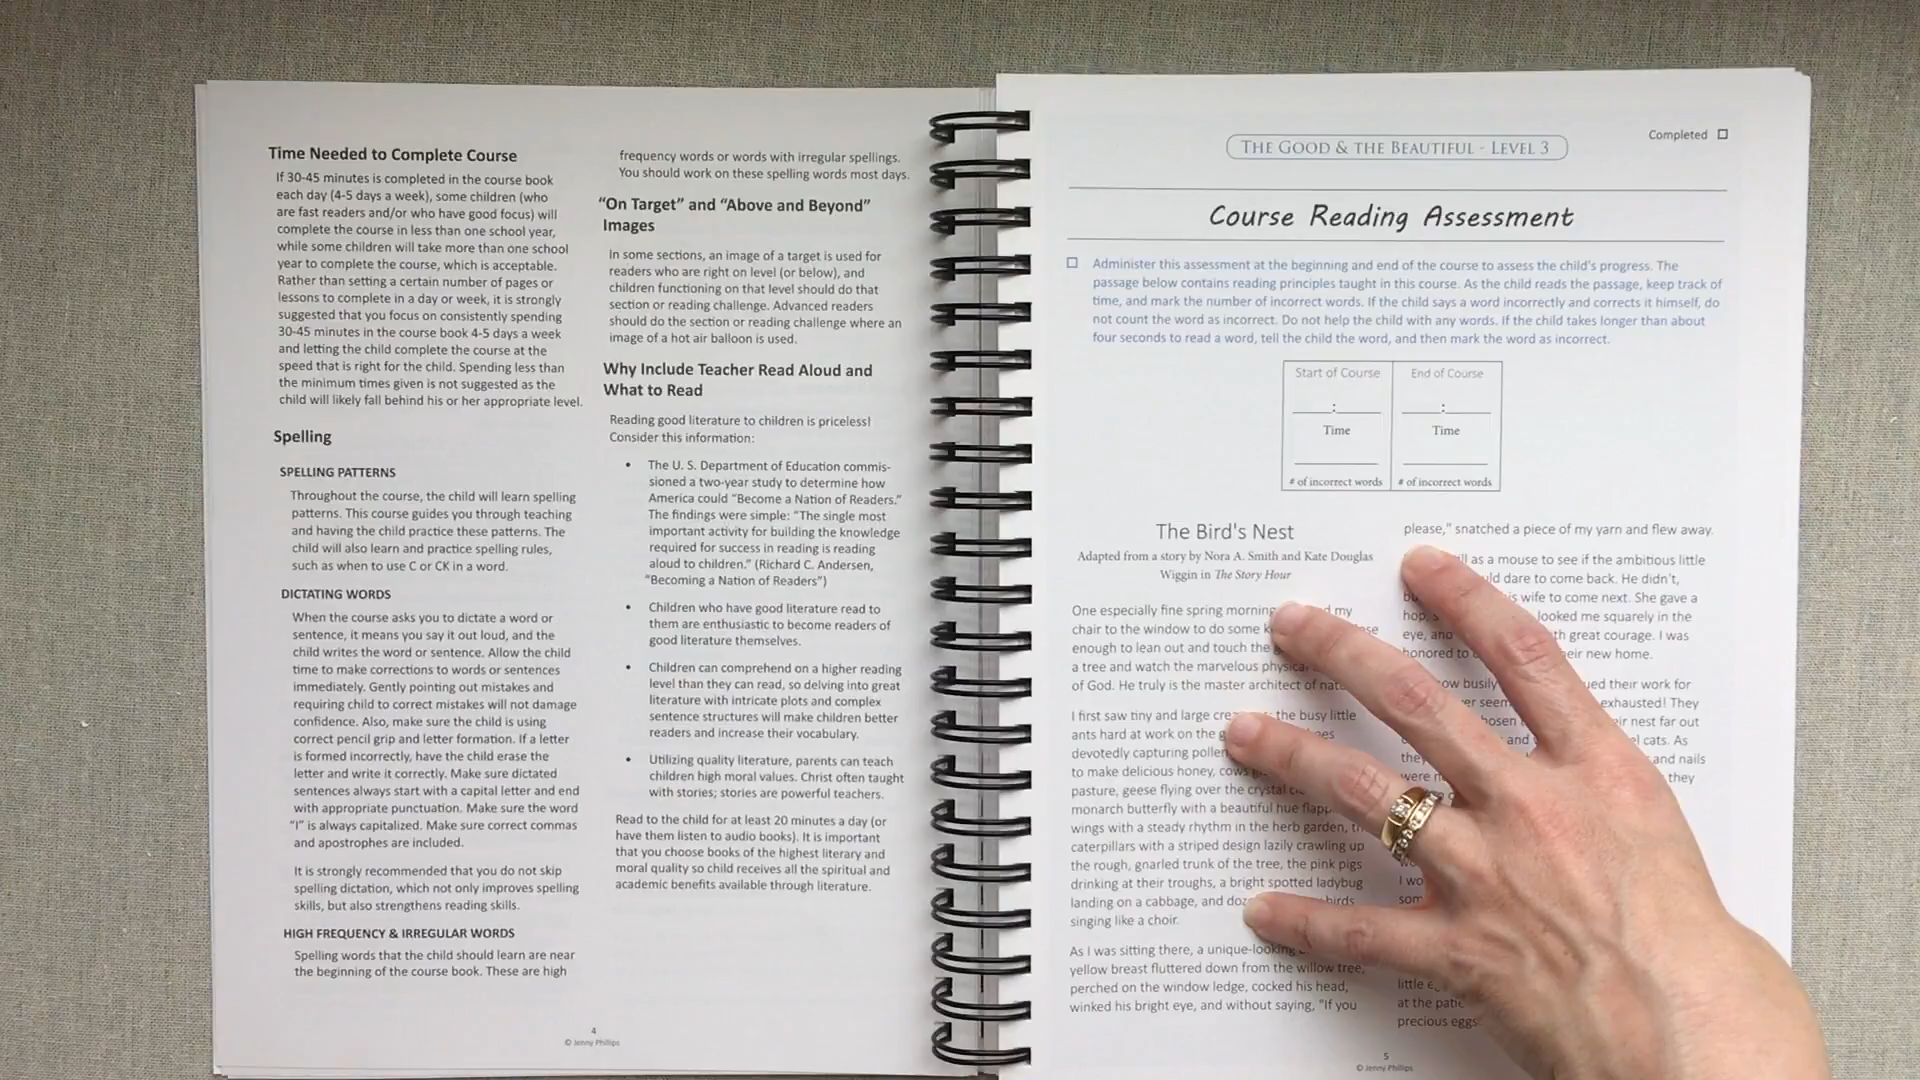 Time Needed to Complete Course
If 30-45 minutes is completed in the course book
each day (4-5 days a week), some children (who
are fast readers and/or who have good focus) will
complete the course in less than one school year,
while some children will take more than one school
year to complete the course, which is acceptable.
Rather than setting a certain number of pages or
lessons to complete in a day or week, it is strongly
suggested that you focus on consistently spending
30-45 minutes in the course book 4-5 days a week
and letting the child complete the course at the
speed that is right for the child. Spending less than
the minimum times given is not suggested as the
child will likely fall behind his or her appropriate level.
Spelling
SPELLING PATTERNS
Throughout the course, the child will learn spelling
patterns. This course guides you through teaching
and having the child practice these patterns. The
child will also learn and practice spelling rules,
such as when to use C or CK in a word.
DICTATING WORDS
When the course asks you to dictate a word or
sentence, it means you say it out loud, and the
child writes the word or sentence. Allow the child
time to make corrections to words or sentences
immediately. Gently pointing out mistakes and
requiring child to correct mistakes will not damage
confidence. Also, make sure the child is using
correct pencil grip and letter formation. If a letter
is formed incorrectly, have the child erase the
letter and write it correctly. Make sure dictated
sentences always start with a capital letter and end
with appropriate punctuation. Make sure the word
"I" is always capitalized. Make sure correct commas
and apostrophes are included.
It is strongly recommended that you do not skip
spelling dictation, which not only improves spelling
skills, but also strengthens reading skills.
HIGH FREQUENCY & IRREGULAR WORDS
Spelling words that the child should learn are near
the beginning of the course book. These are high
frequency words or words with irregular spellings.
You should work on these spelling words most days.
"On Target" and "Above and Beyond"
Images
In some sections, an image of a target is used for
readers who are right on level (or below), and
children functioning on that level should do that
section or reading challenge. Advanced readers
should do the section or reading challenge where an
image of a hot air balloon is used.
Why Include Teacher Read Aloud and
What to Read
Reading good literature to children is priceless!
Consider this information:
• The U. S. Department of Education commis-
sioned a two-year study to determine how
America could "Become a Nation of Readers."
The findings were simple: "The single most
important activity for building the knowledge
required for success in reading is reading
aloud to children." (Richard C. Andersen,
"Becoming a Nation of Readers")
• Children who have good literature read to
them are enthusiastic to become readers of
good literature themselves.
• Children can comprehend on a higher reading
level than they can read, so delving into great
literature with intricate plots and complex
sentence structures will make children better
readers and increase their vocabulary.
• Utilizing quality literature, parents can teach
children high moral values. Christ often taught
with stories; stories are powerful teachers.
Read to the child for at least 20 minutes a day (or
have them listen to audio books). It is important
that you choose books of the highest literary and
moral quality so child receives all the spiritual and
academic benefits available through literature.
4
© Jenny Phillips
Completed
THE GOOD & THE BEAUTIFUL - LEVEL 3
Course Reading Assessment
Administer this assessment at the beginning and end of the course to assess the child's progress. The
passage below contains reading principles taught in this course. As the child reads the passage, keep track of
time, and mark the number of incorrect words. If the child says a word incorrectly and corrects it himself, do
not count the word as incorrect. Do not help the child with any words. If the child takes longer than about
four seconds to read a word, tell the child the word, and then mark the word as incorrect.
Start of Course End of Course
: :
Time Time
# of incorrect words # of incorrect words
The Bird's Nest
Adapted from a story by Nora A. Smith and Kate Douglas
Wiggin in The Story Hour
One especially fine spring morning my
chair to the window to do some
enough to lean out and touch the
a tree and watch the marvelous
of God. He truly is the master architect of
I first saw tiny and large the busy little
ants hard at work on the
devotedly capturing
to make delicious honey, cows
pasture, geese flying over the crystal
monarch butterfly with a beautiful hue
wings with a steady rhythm in the herb garden,
caterpillars with a striped design lazily crawling up
the rough, gnarled trunk of the tree, the pink pigs
drinking at their troughs, a bright spotted ladybug
landing on a cabbage, and birds
singing like a choir.
As I was sitting there, a unique-looking
yellow breast fluttered down from the willow tree,
perched on the window ledge, cocked his head,
winked his bright eye, and without saying, "If you
please," snatched a piece of my yarn and flew away.
as a mouse to see if the ambitious little
dare to come back. He didn't,
wife to come next. She gave a
hop, looked me squarely in the
eye, and great courage. I was
honored to new home.
busily their work for
exhausted! They
nest far out
and cats. As
they and nails
were they
I
little
at the
precious eggs
5
© Jenny Phillips